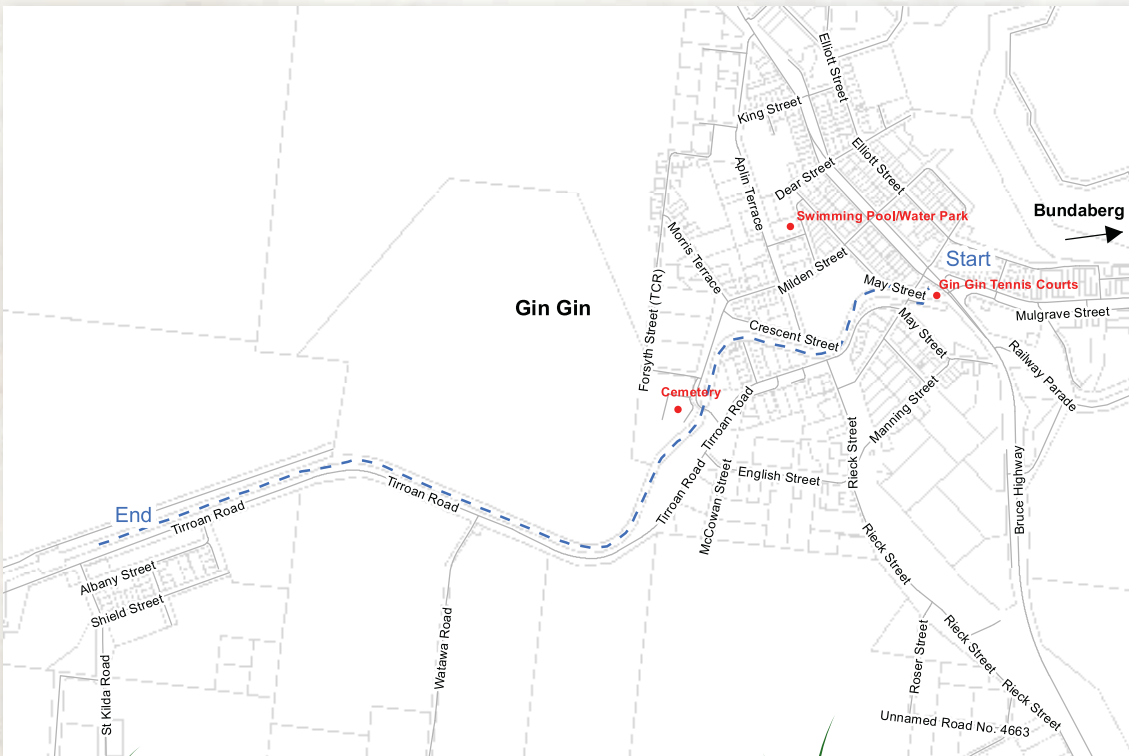 Elliott Street
King Street
Elliott Street
Dear Street
Aplin Terrace
Swimming Pool/Water Park
Bundaberg
Morris Terrace
Start
Milden Street
May Street
Gin Gin Tennis Courts
Gin Gin
Forsyth Street (TCR)
Mulgrave Street
Crescent Street
May Street
Railway Parade
Cemetery
Manning Street
Tirroan Road
Rieck Street
English Street
Bruce Highway
Tirroan Road
McCowan Street
Tirroan Road
End
Tirroan Road
Rieck Street
Albany Street
Shield Street
Watawa Road
Roser Street
Rieck Street
St Kilda Road
Rieck Street
Unnamed Road No. 4663